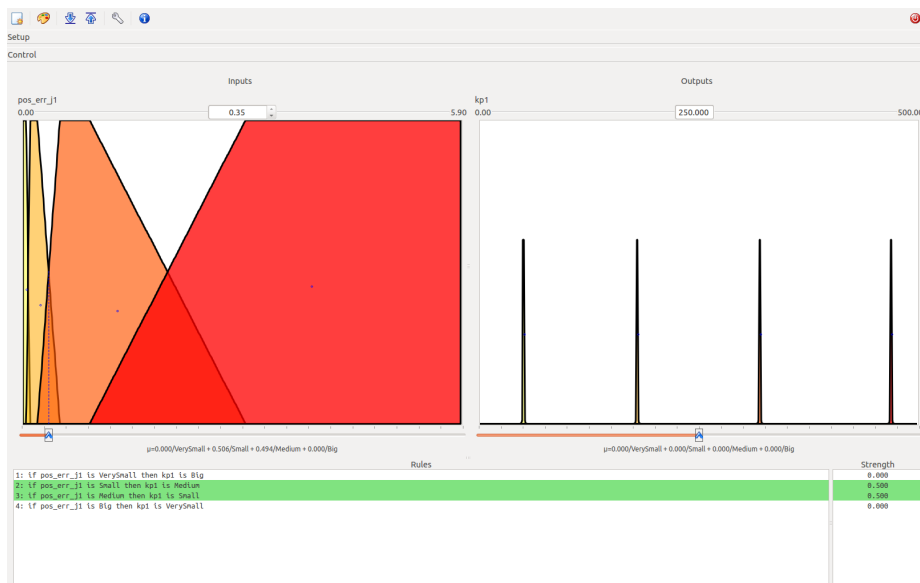 Setup
Control
Inputs
Outputs
pos_err_j1
kp1
0.00
0.35
5.90
0.00
250.000
500.00
μ=0.000/VerySmall + 0.506/Small + 0.494/Medium + 0.000/Big
μ=0.000/VerySmall + 0.000/Small + 0.000/Medium + 0.000/Big
Rules
Strength
1: if pos_err_j1 is VerySmall then kp1 is Big
0.000
2: if pos_err_j1 is Small then kp1 is Medium
0.500
3: if pos_err_j1 is Medium then kp1 is Small
0.500
4: if pos_err_j1 is Big then kp1 is VerySmall
0.000